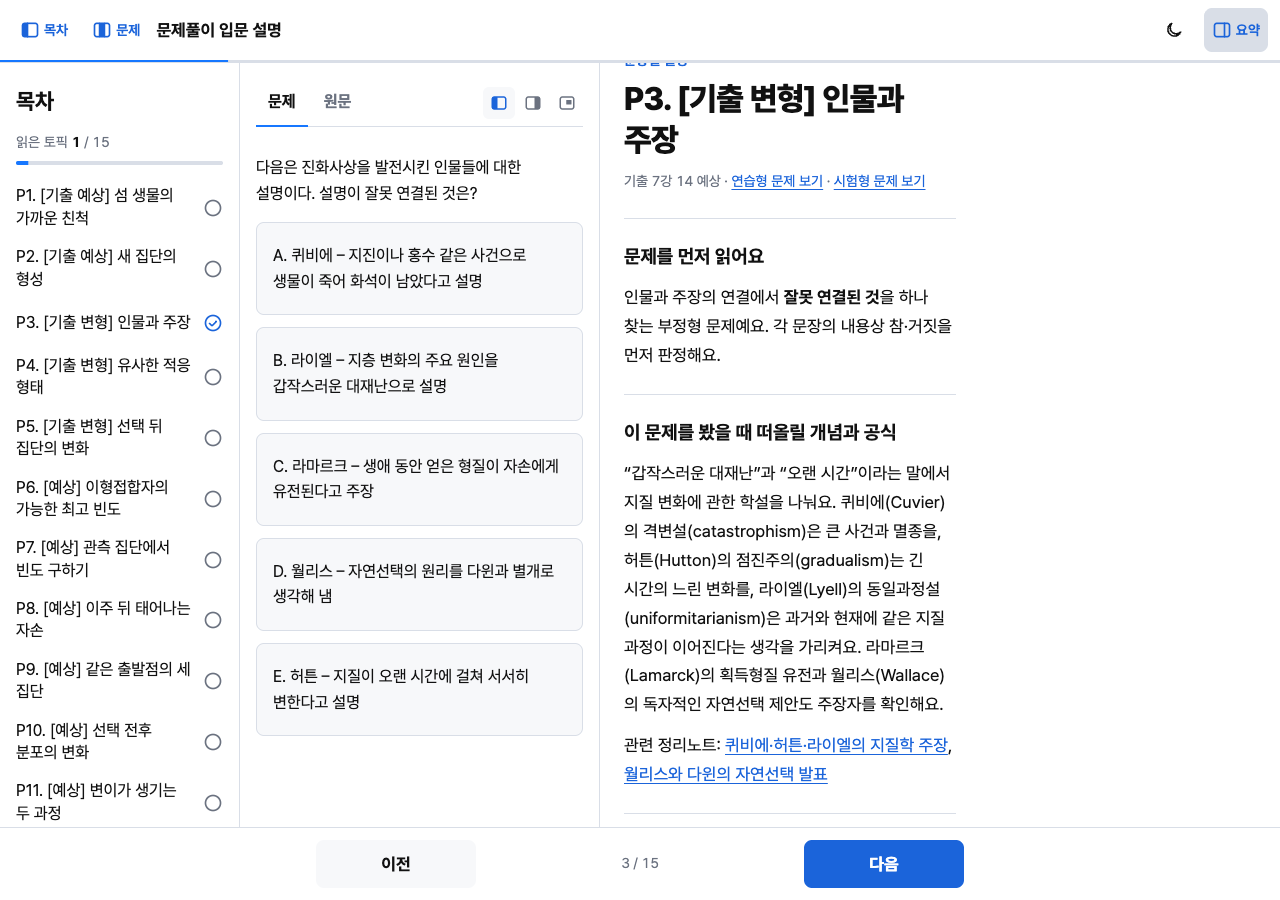 목차
문제
문제풀이 입문 설명
요약
목차
읽은 토픽 1 / 15
P1. [기출 예상] 섬 생물의
가까운 친척
P2. [기출 예상] 새 집단의
형성
P3. [기출 변형] 인물과 주장
P4. [기출 변형] 유사한 적응
형태
P5. [기출 변형] 선택 뒤
집단의 변화
P6. [예상] 이형접합자의
가능한 최고 빈도
P7. [예상] 관측 집단에서
빈도 구하기
P8. [예상] 이주 뒤 태어나는
자손
P9. [예상] 같은 출발점의 세
집단
P10. [예상] 선택 전후
분포의 변화
P11. [예상] 변이가 생기는
두 과정
문제
원문
다음은 진화사상을 발전시킨 인물들에 대한
설명이다. 설명이 잘못 연결된 것은?
A. 퀴비에 – 지진이나 홍수 같은 사건으로
생물이 죽어 화석이 남았다고 설명
B. 라이엘 – 지층 변화의 주요 원인을
갑작스러운 대재난으로 설명
C. 라마르크 – 생애 동안 얻은 형질이 자손에게
유전된다고 주장
D. 월리스 – 자연선택의 원리를 다윈과 별개로
생각해 냄
E. 허튼 – 지질이 오랜 시간에 걸쳐 서서히
변한다고 설명
P3. [기출 변형] 인물과
주장
기출 7강 14 예상 · 연습형 문제 보기 · 시험형 문제 보기
문제를 먼저 읽어요
인물과 주장의 연결에서 잘못 연결된 것을 하나
찾는 부정형 문제예요. 각 문장의 내용상 참·거짓을
먼저 판정해요.
이 문제를 봤을 때 떠올릴 개념과 공식
“갑작스러운 대재난”과 “오랜 시간”이라는 말에서
지질 변화에 관한 학설을 나눠요. 퀴비에(Cuvier)
의 격변설(catastrophism)은 큰 사건과 멸종을,
허튼(Hutton)의 점진주의(gradualism)는 긴
시간의 느린 변화를, 라이엘(Lyell)의 동일과정설
(uniformitarianism)은 과거와 현재에 같은 지질
과정이 이어진다는 생각을 가리켜요. 라마르크
(Lamarck)의 획득형질 유전과 월리스(Wallace)
의 독자적인 자연선택 제안도 주장자를 확인해요.
관련 정리노트: 퀴비에·허튼·라이엘의 지질학 주장,
월리스와 다윈의 자연선택 발표
이전
3 / 15
다음